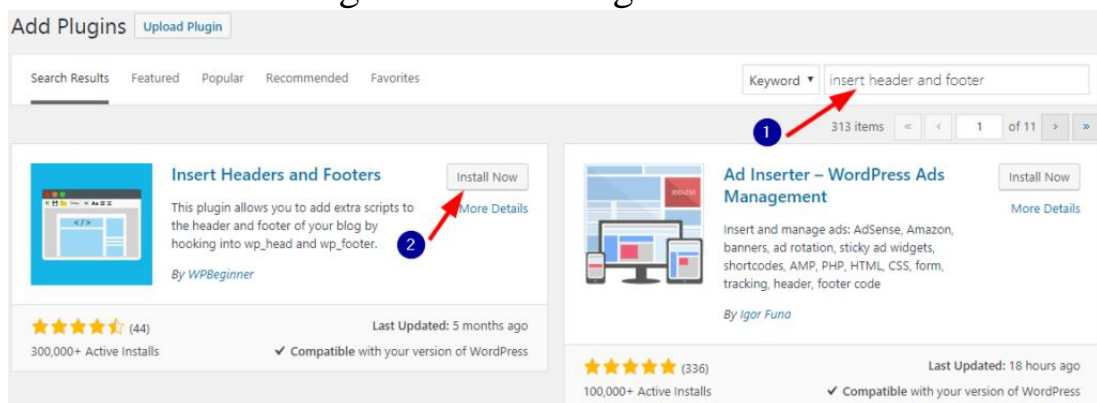 Add Plugins Upload Plugin
Search Results Featured Popular Recommended Favorites Keyword insert header and footer
1
313 items « ‹ 1 of 11 › »
Insert Headers and Footers Install Now
This plugin allows you to add extra scripts to More Details
the header and footer of your blog by
hooking into wp_head and wp_footer. 2
By WPBeginner
(44) Last Updated: 5 months ago
300,000+ Active Installs ✔ Compatible with your version of WordPress
Ad Inserter – WordPress Ads Install Now
Management More Details
Insert and manage ads: AdSense, Amazon,
banners, ad rotation, sticky ad widgets,
shortcodes, AMP, PHP, HTML, CSS, form,
tracking, header, footer code
By Igor Funa
300x250
(336) Last Updated: 18 hours ago
100,000+ Active Installs ✔ Compatible with your version of WordPress